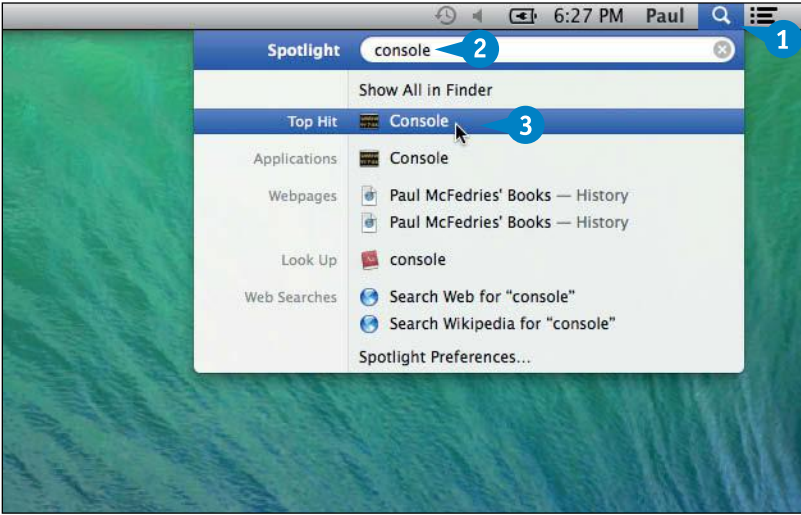 6:27 PM Paul
1
Spotlight console 2
Show All in Finder
Top Hit Console 3
Applications Console
Webpages Paul McFedries' Books — History
Paul McFedries' Books — History
Look Up console
Web Searches Search Web for “console”
Search Wikipedia for “console”
Spotlight Preferences...